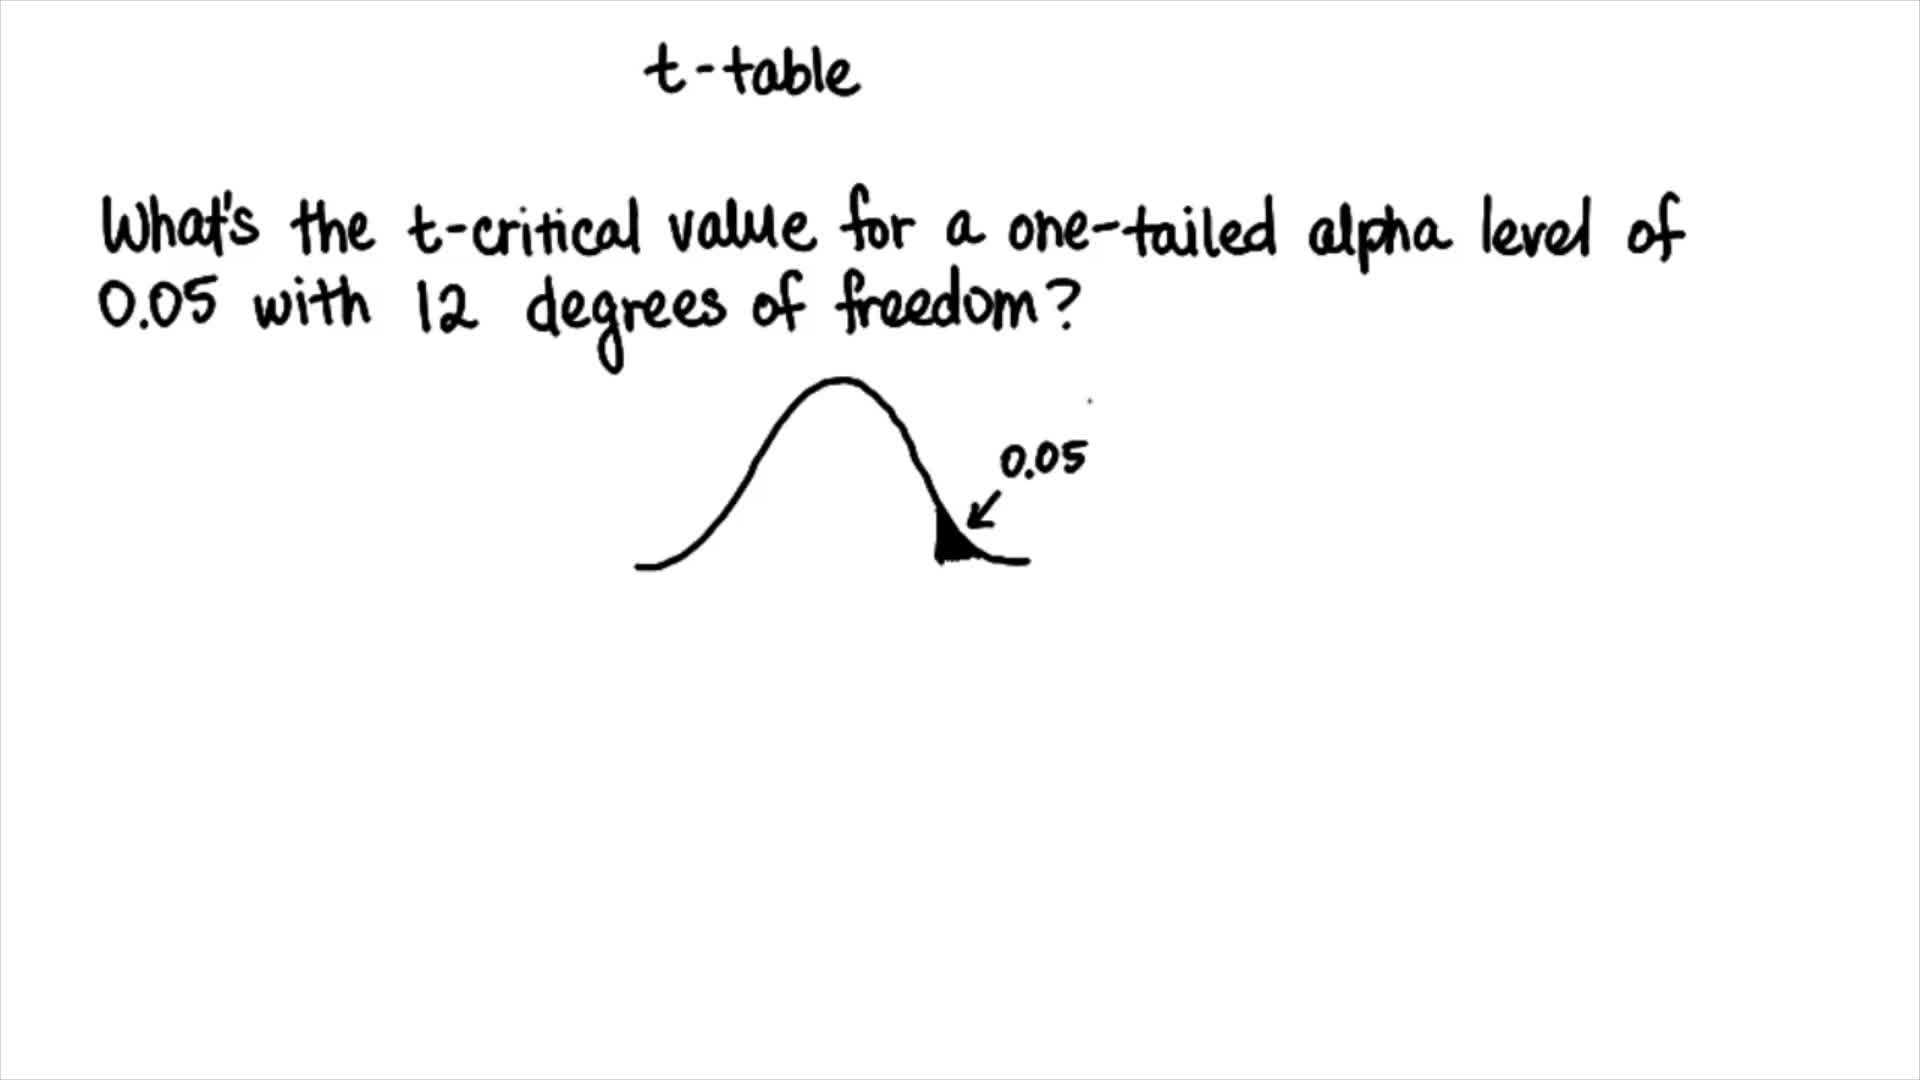 t-table
What's the t-critical value for a one-tailed alpha level of
0.05 with 12 degrees of freedom?
0.05